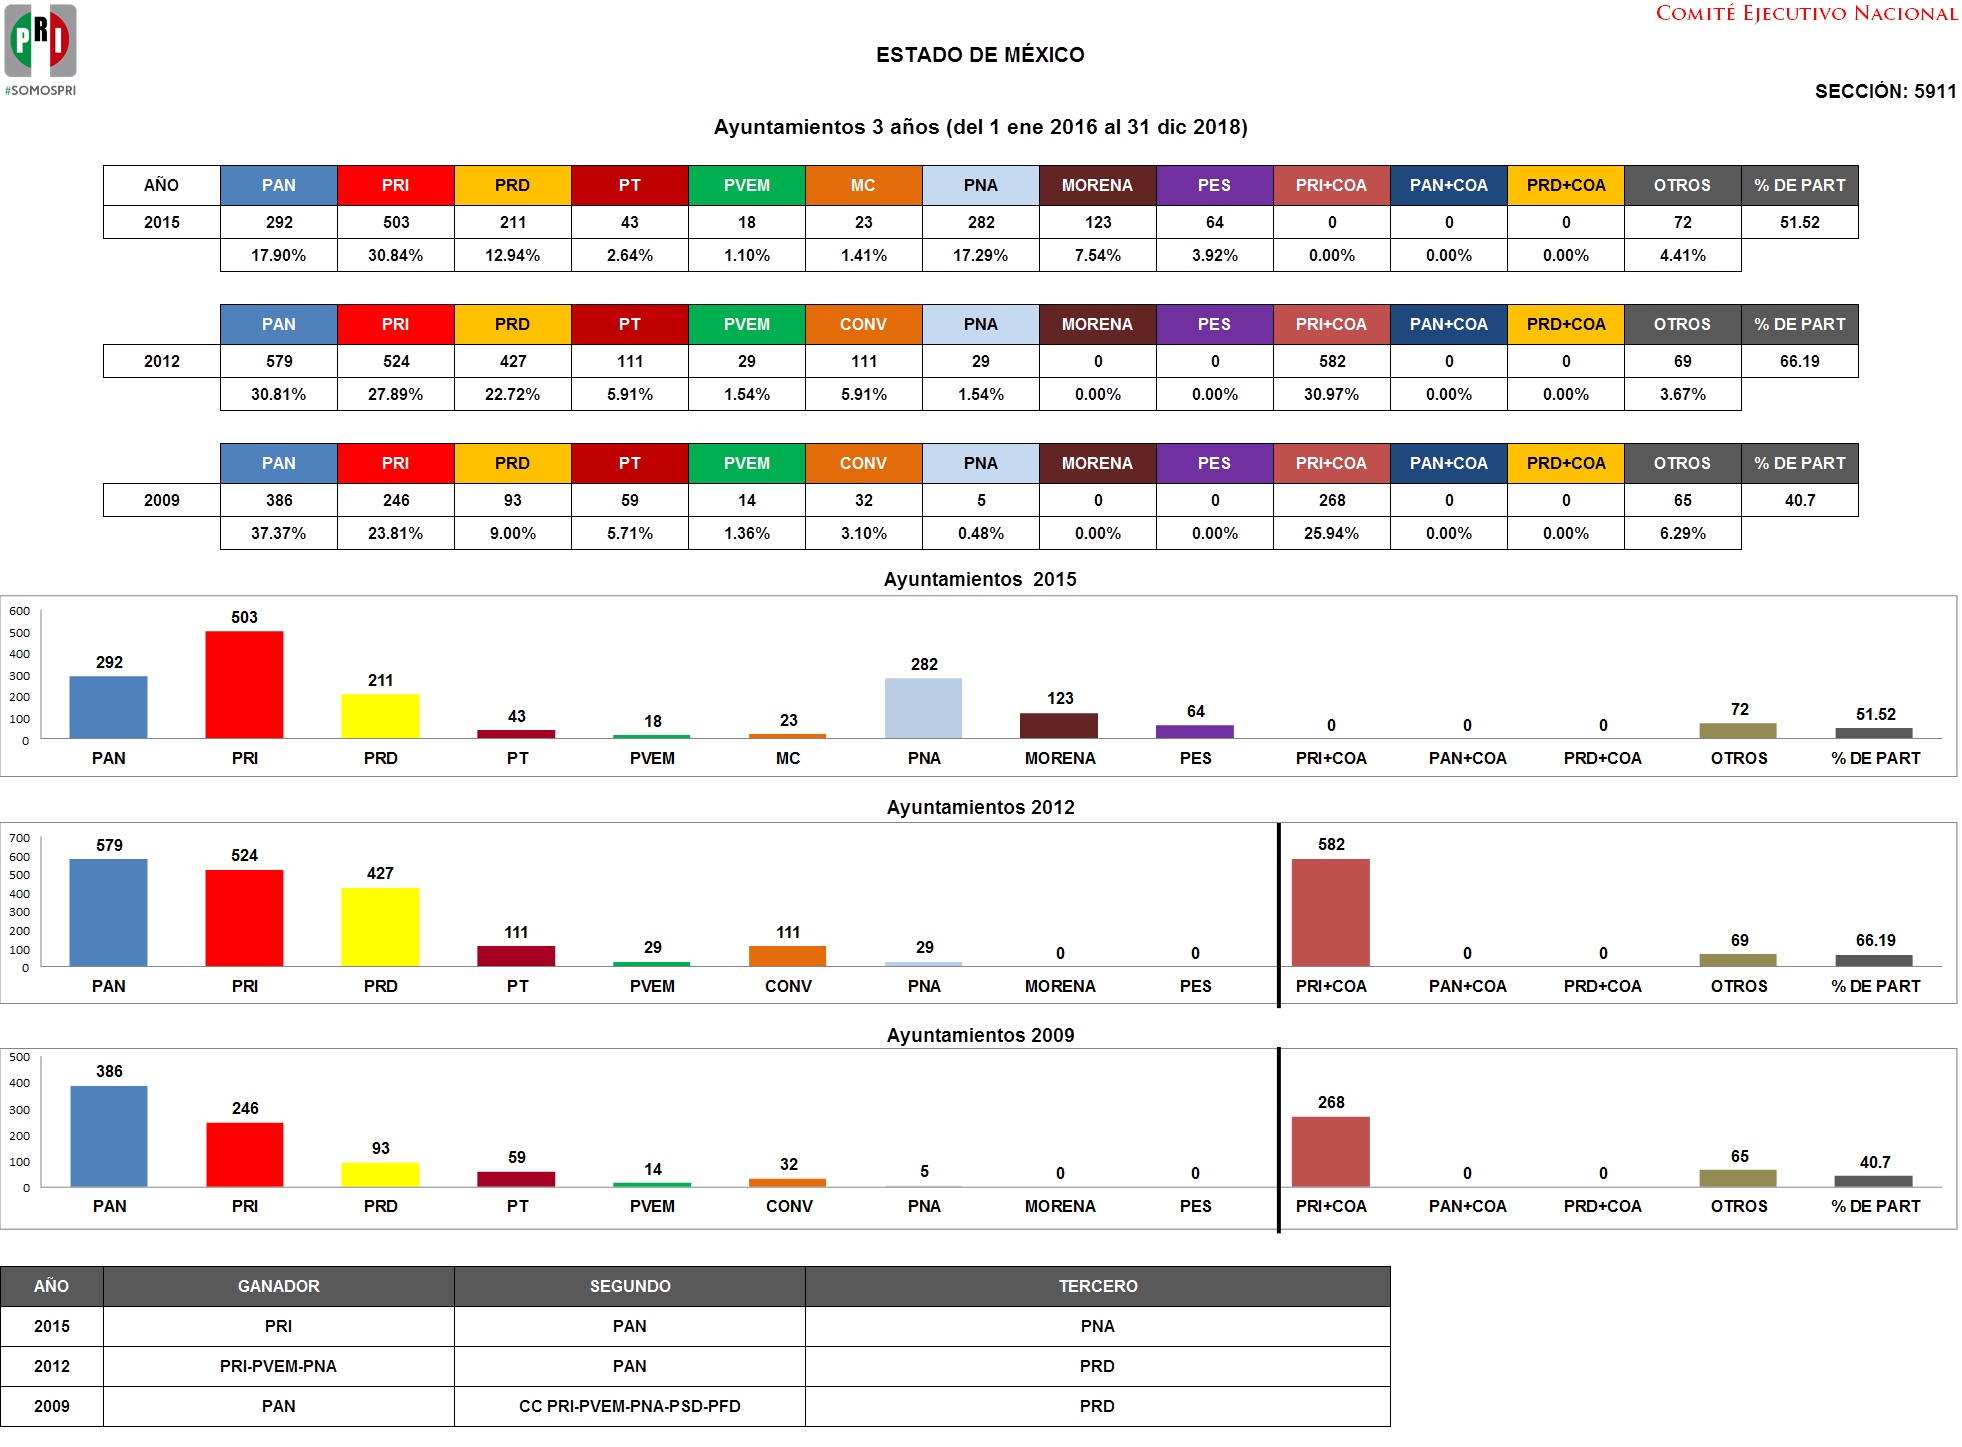 PRI
#SOMOSPRI
COMITÉ EJECUTIVO NACIONAL
ESTADO DE MÉXICO
SECCIÓN: 5911
Ayuntamientos 3 años (del 1 ene 2016 al 31 dic 2018)
AÑO PAN PRI PRD PT PVEM MC PNA MORENA PES PRI+COA PAN+COA PRD+COA OTROS % DE PART
2015 292 503 211 43 18 23 282 123 64 0 0 0 72 51.52
17.90% 30.84% 12.94% 2.64% 1.10% 1.41% 17.29% 7.54% 3.92% 0.00% 0.00% 0.00% 4.41%
PAN PRI PRD PT PVEM CONV PNA MORENA PES PRI+COA PAN+COA PRD+COA OTROS % DE PART
2012 579 524 427 111 29 111 29 0 0 582 0 0 69 66.19
30.81% 27.89% 22.72% 5.91% 1.54% 5.91% 1.54% 0.00% 0.00% 30.97% 0.00% 0.00% 3.67%
PAN PRI PRD PT PVEM CONV PNA MORENA PES PRI+COA PAN+COA PRD+COA OTROS % DE PART
2009 386 246 93 59 14 32 5 0 0 268 0 0 65 40.7
37.37% 23.81% 9.00% 5.71% 1.36% 3.10% 0.48% 0.00% 0.00% 25.94% 0.00% 0.00% 6.29%
Ayuntamientos 2015
600
500
400
300
200
100
0
292 503 211 43 18 23 282 123 64 0 0 0 72 51.52
PAN PRI PRD PT PVEM MC PNA MORENA PES PRI+COA PAN+COA PRD+COA OTROS % DE PART
Ayuntamientos 2012
700
600
500
400
300
200
100
0
579 524 427 111 29 111 29 0 0 582 0 0 69 66.19
PAN PRI PRD PT PVEM CONV PNA MORENA PES PRI+COA PAN+COA PRD+COA OTROS % DE PART
Ayuntamientos 2009
500
400
300
200
100
0
386 246 93 59 14 32 5 0 0 268 0 0 65 40.7
PAN PRI PRD PT PVEM CONV PNA MORENA PES PRI+COA PAN+COA PRD+COA OTROS % DE PART
AÑO GANADOR SEGUNDO TERCERO
2015 PRI PAN PNA
2012 PRI-PVEM-PNA PAN PRD
2009 PAN CC PRI-PVEM-PNA-PSD-PFD PRD